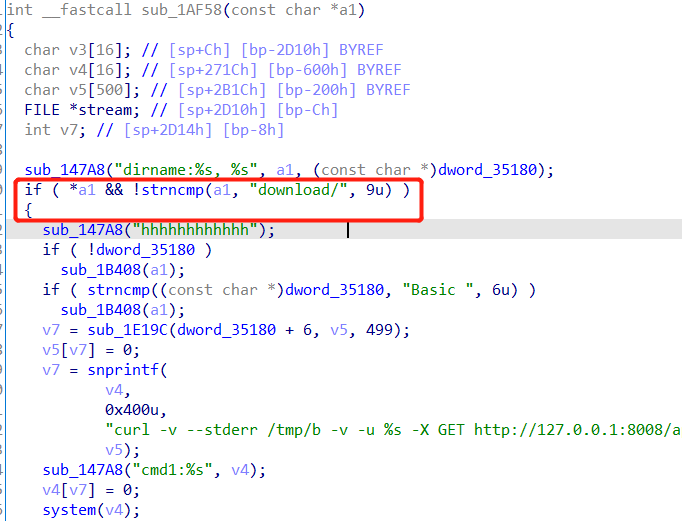 int __fastcall sub_1AF58(const char *a1)
{
char v3[16]; // [sp+Ch] [bp-2D10h] BYREF
char v4[16]; // [sp+271Ch] [bp-600h] BYREF
char v5[500]; // [sp+2B1Ch] [bp-200h] BYREF
FILE *stream; // [sp+2D10h] [bp-Ch]
int v7; // [sp+2D14h] [bp-8h]
sub_147A8("dirname:%s, %s", a1, (const char *)dword_35180);
if ( *a1 && !strncmp(a1, "download/", 9u) )
{
sub_147A8("hhhhhhhhhhhh");
if ( !dword_35180 )
sub_1B408(a1);
if ( strncmp((const char *)dword_35180, "Basic ", 6u) )
sub_1B408(a1);
v7 = sub_1E19C(dword_35180 + 6, v5, 499);
v5[v7] = 0;
v7 = snprintf(
v4,
0x400u,
"curl -v --stderr /tmp/b -v -u %s -X GET http://127.0.0.1:8008/a
v5);
sub_147A8("cmd1:%s", v4);
v4[v7] = 0;
system(v4);